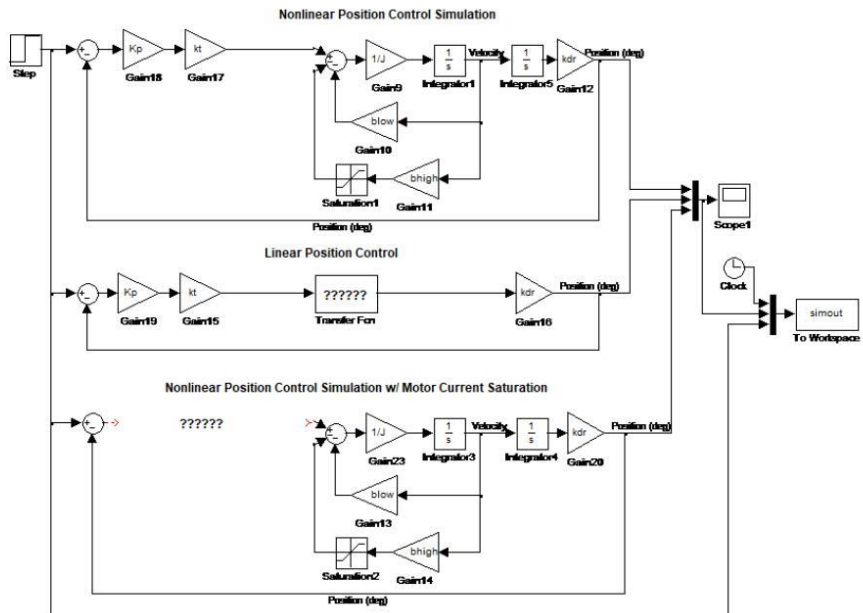 Nonlinear Position Control Simulation
Step
Kp
Gain18
kt
Gain17
1/J
Gain9
1
s
Integrator1
Velocity
1
s
Integrator5
kdr
Gain12
Position (deg)
blow
Gain10
Saturation1
bhigh
Gain11
Position (deg)
Scope1
Linear Position Control
Kp
Gain19
kt
Gain15
??????
Transfer Fcn
kdr
Gain16
Position (deg)
Clock
simout
To Workspace
Nonlinear Position Control Simulation w/ Motor Current Saturation
??????
1/J
Gain23
1
s
Integrator3
Velocity
1
s
Integrator4
kdr
Gain20
Position (deg)
blow
Gain13
Saturation2
bhigh
Gain14
Position (deg)